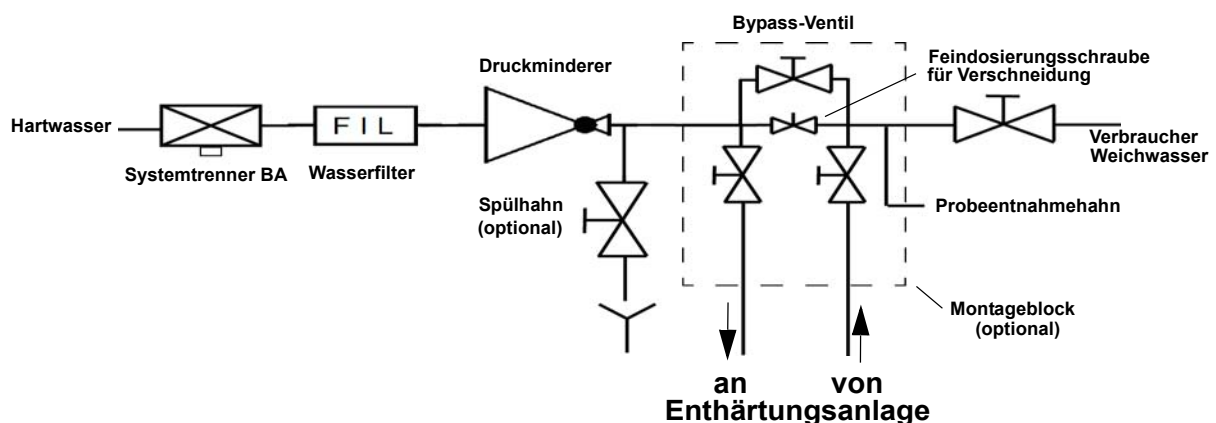 Bypass-Ventil
Feindosierungsschraube
für Verschneidung
Druckminderer
Hartwasser
FIL
Verbraucher
Weichwasser
Systemtrenner BA
Wasserfilter
Spülhahn
(optional)
Probeentnahmehahn
Montageblock
(optional)
an von
Enthärtungsanlage